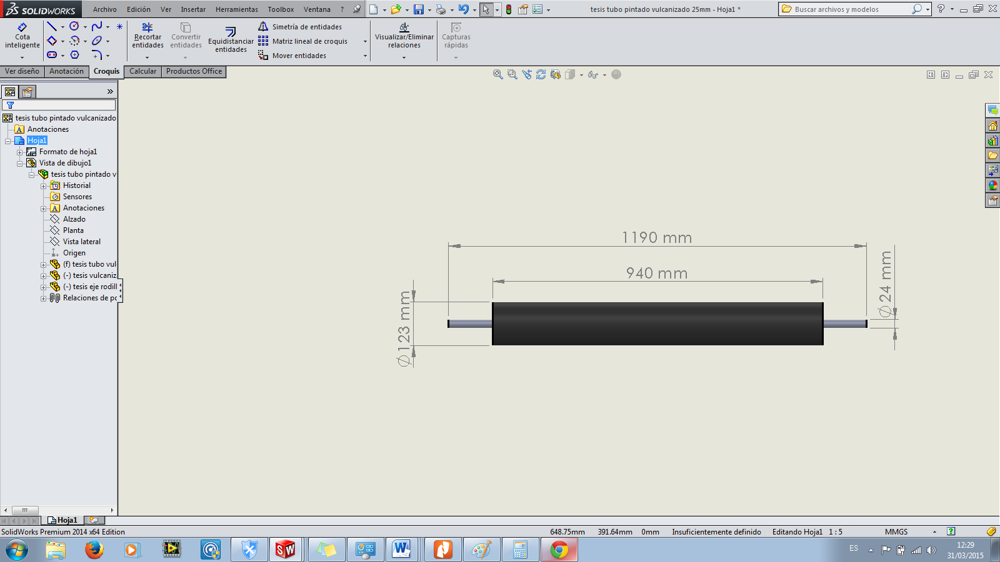 SOLIDWORKS
Archivo Edición Ver Insertar Herramientas Toolbox Ventana ?
tesis tubo pintado vulcanizado 25mm - Hoja1 *
Buscar archivos y modelos
Cota inteligente
Recortar entidades
Convertir entidades
Equidistanciar entidades
Simetría de entidades
Matriz lineal de croquis
Mover entidades
Visualizar/Eliminar relaciones
Capturas rápidas
Ver diseño Anotación Croquis Calcular Productos Office
tesis tubo pintado vulcanizado
Anotaciones
Hoja1
Formato de hoja1
Vista de dibujo1
tesis tubo pintado v
Historial
Sensores
Anotaciones
Alzado
Planta
Vista lateral
Origen
(f) tesis tubo vul
(-) tesis vulcaniz
(-) tesis eje rodill
Relaciones de po
1190 mm
940 mm
Ø123 mm
Ø24 mm
Hoja1
SolidWorks Premium 2014 x64 Edition
648.75mm 391.64mm 0mm Insuficientemente definido Editando Hoja1 1 : 5 MMGS
ES
12:29
31/03/2015